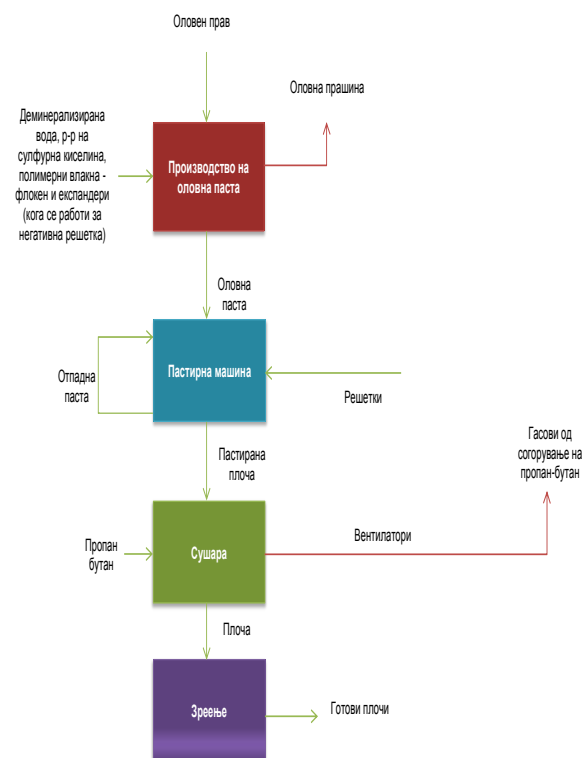 Оловен прав
Оловна прашина
Деминерализирана
вода, р-р на
сулфурна киселина,
полимерни влакна -
флокен и експандери
(кога се работи за
негативна решетка)
Производство на
оловна паста
Оловна
паста
Пастирна машина
Отпадна
паста
Решетки
Пастирана
плоча
Гасови од
согорување на
пропан-бутан
Пропан
бутан
Сушара
Вентилатори
Плоча
Зреење
Готови плочи